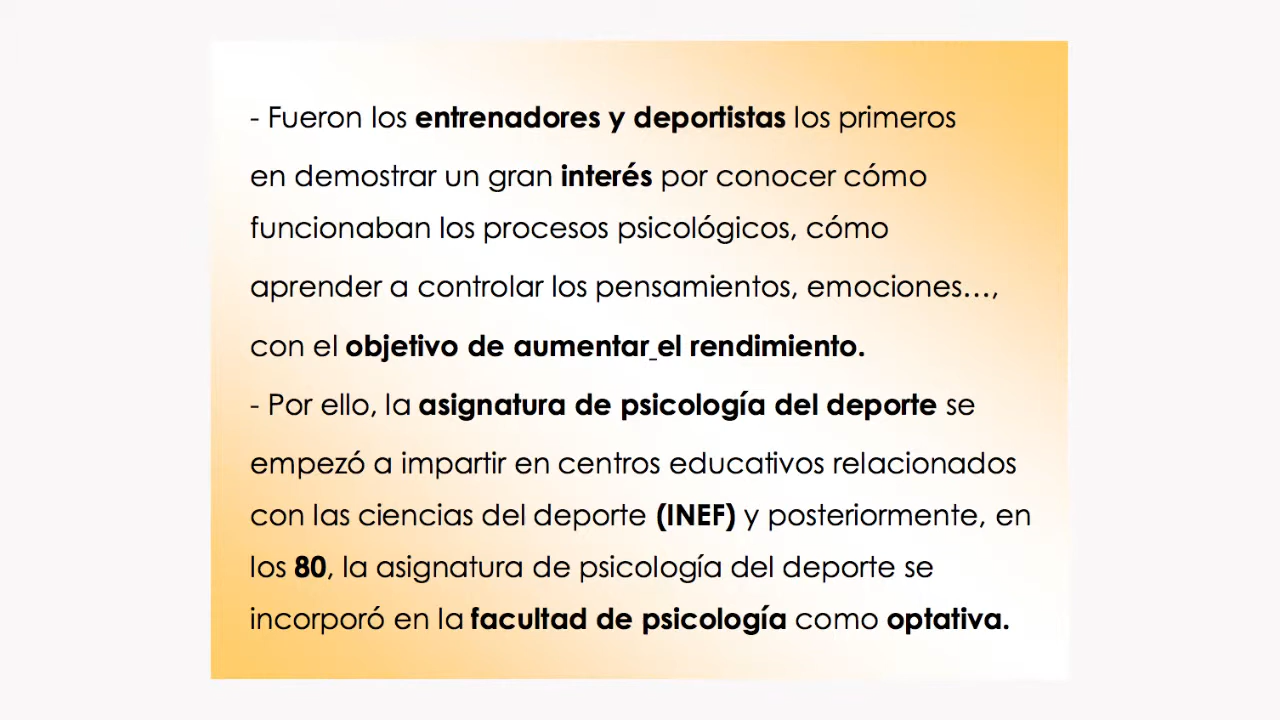 - Fueron los entrenadores y deportistas los primeros
en demostrar un gran interés por conocer cómo
funcionaban los procesos psicológicos, cómo
aprender a controlar los pensamientos, emociones…,
con el objetivo de aumentar el rendimiento.
- Por ello, la asignatura de psicología del deporte se
empezó a impartir en centros educativos relacionados
con las ciencias del deporte (INEF) y posteriormente, en
los 80, la asignatura de psicología del deporte se
incorporó en la facultad de psicología como optativa.